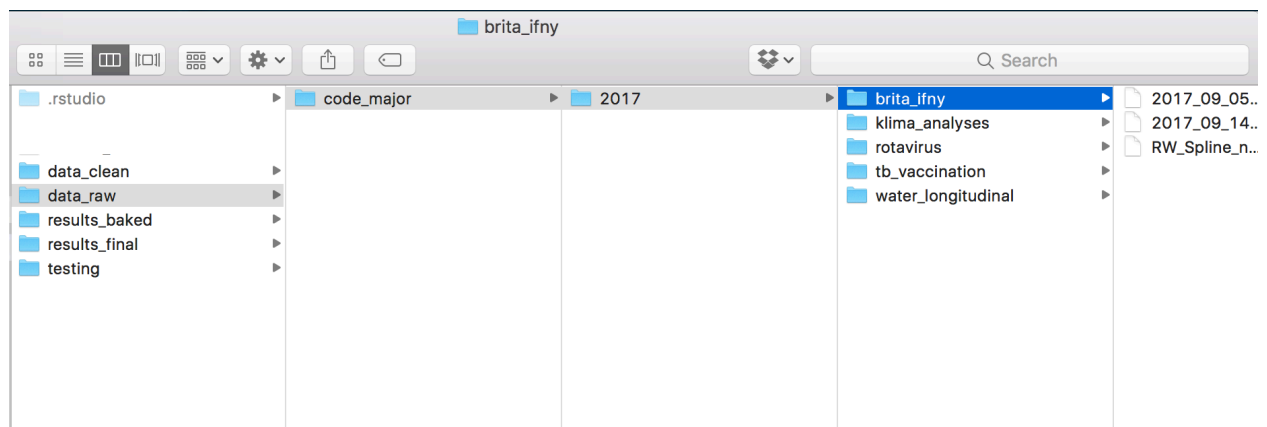 brita_ifny
Search
.rstudio
data_clean
data_raw
results_baked
results_final
testing
code_major
2017
brita_ifny
klima_analyses
rotavirus
tb_vaccination
water_longitudinal
2017_09_05..
2017_09_14..
RW_Spline_n...